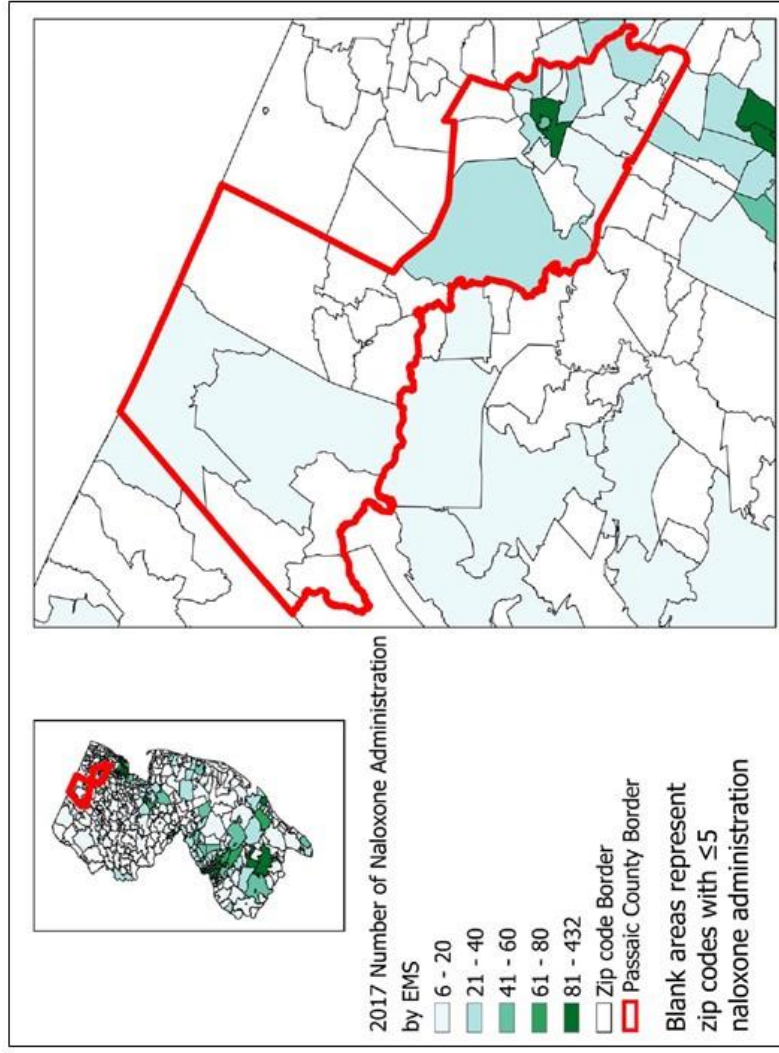 2017 Number of Naloxone Administration
by EMS
6 - 20
21 - 40
41 - 60
61 - 80
81 - 432
Zip code Border
Passaic County Border
Blank areas represent
zip codes with ≤5
naloxone administration